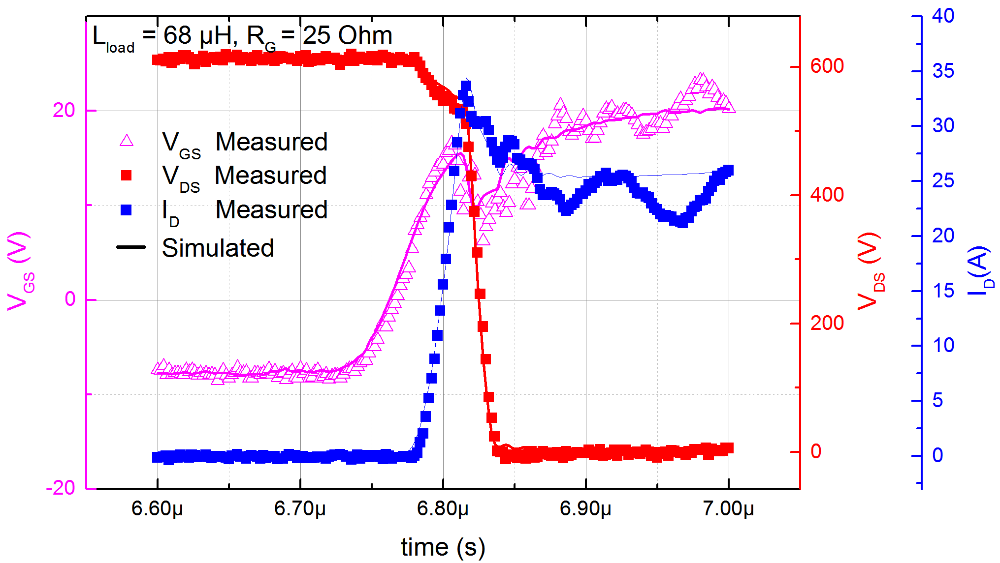 L_load = 68 µH, R_G = 25 Ohm
V_GS Measured
V_DS Measured
I_D Measured
Simulated
V_GS (V)
20
0
-20
V_DS (V)
600
400
200
0
I_D (A)
40
35
30
25
20
15
10
5
0
6.60µ 6.70µ 6.80µ 6.90µ 7.00µ
time (s)